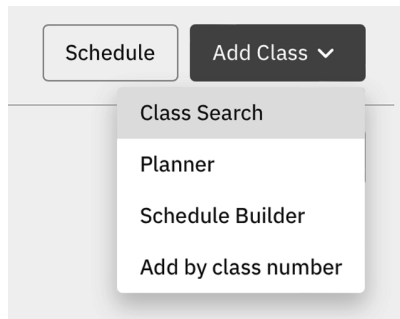 Schedule
Add Class
Class Search
Planner
Schedule Builder
Add by class number